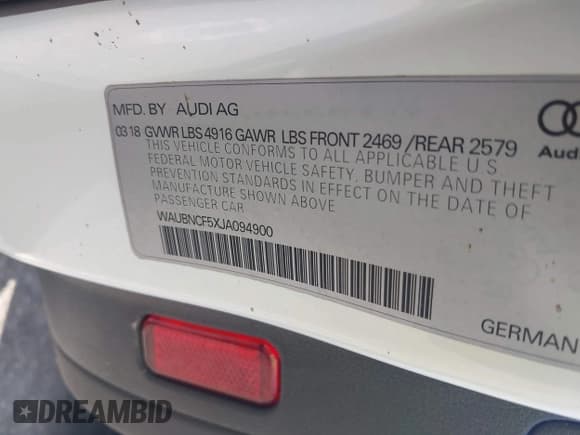 MFD. BY AUDI AG
03 18 GVWR LBS 4916 GAWR LBS FRONT 2469 /REAR 2579
THIS VEHICLE CONFORMS TO ALL APPLICABLE U S
FEDERAL MOTOR VEHICLE SAFETY, BUMPER AND THEFT
PREVENTION STANDARDS IN EFFECT ON THE DATE OF
MANUFACTURE SHOWN ABOVE
PASSENGER CAR
WAUBNCF5XJA094900
Aud
GERMAN
DREAMBID